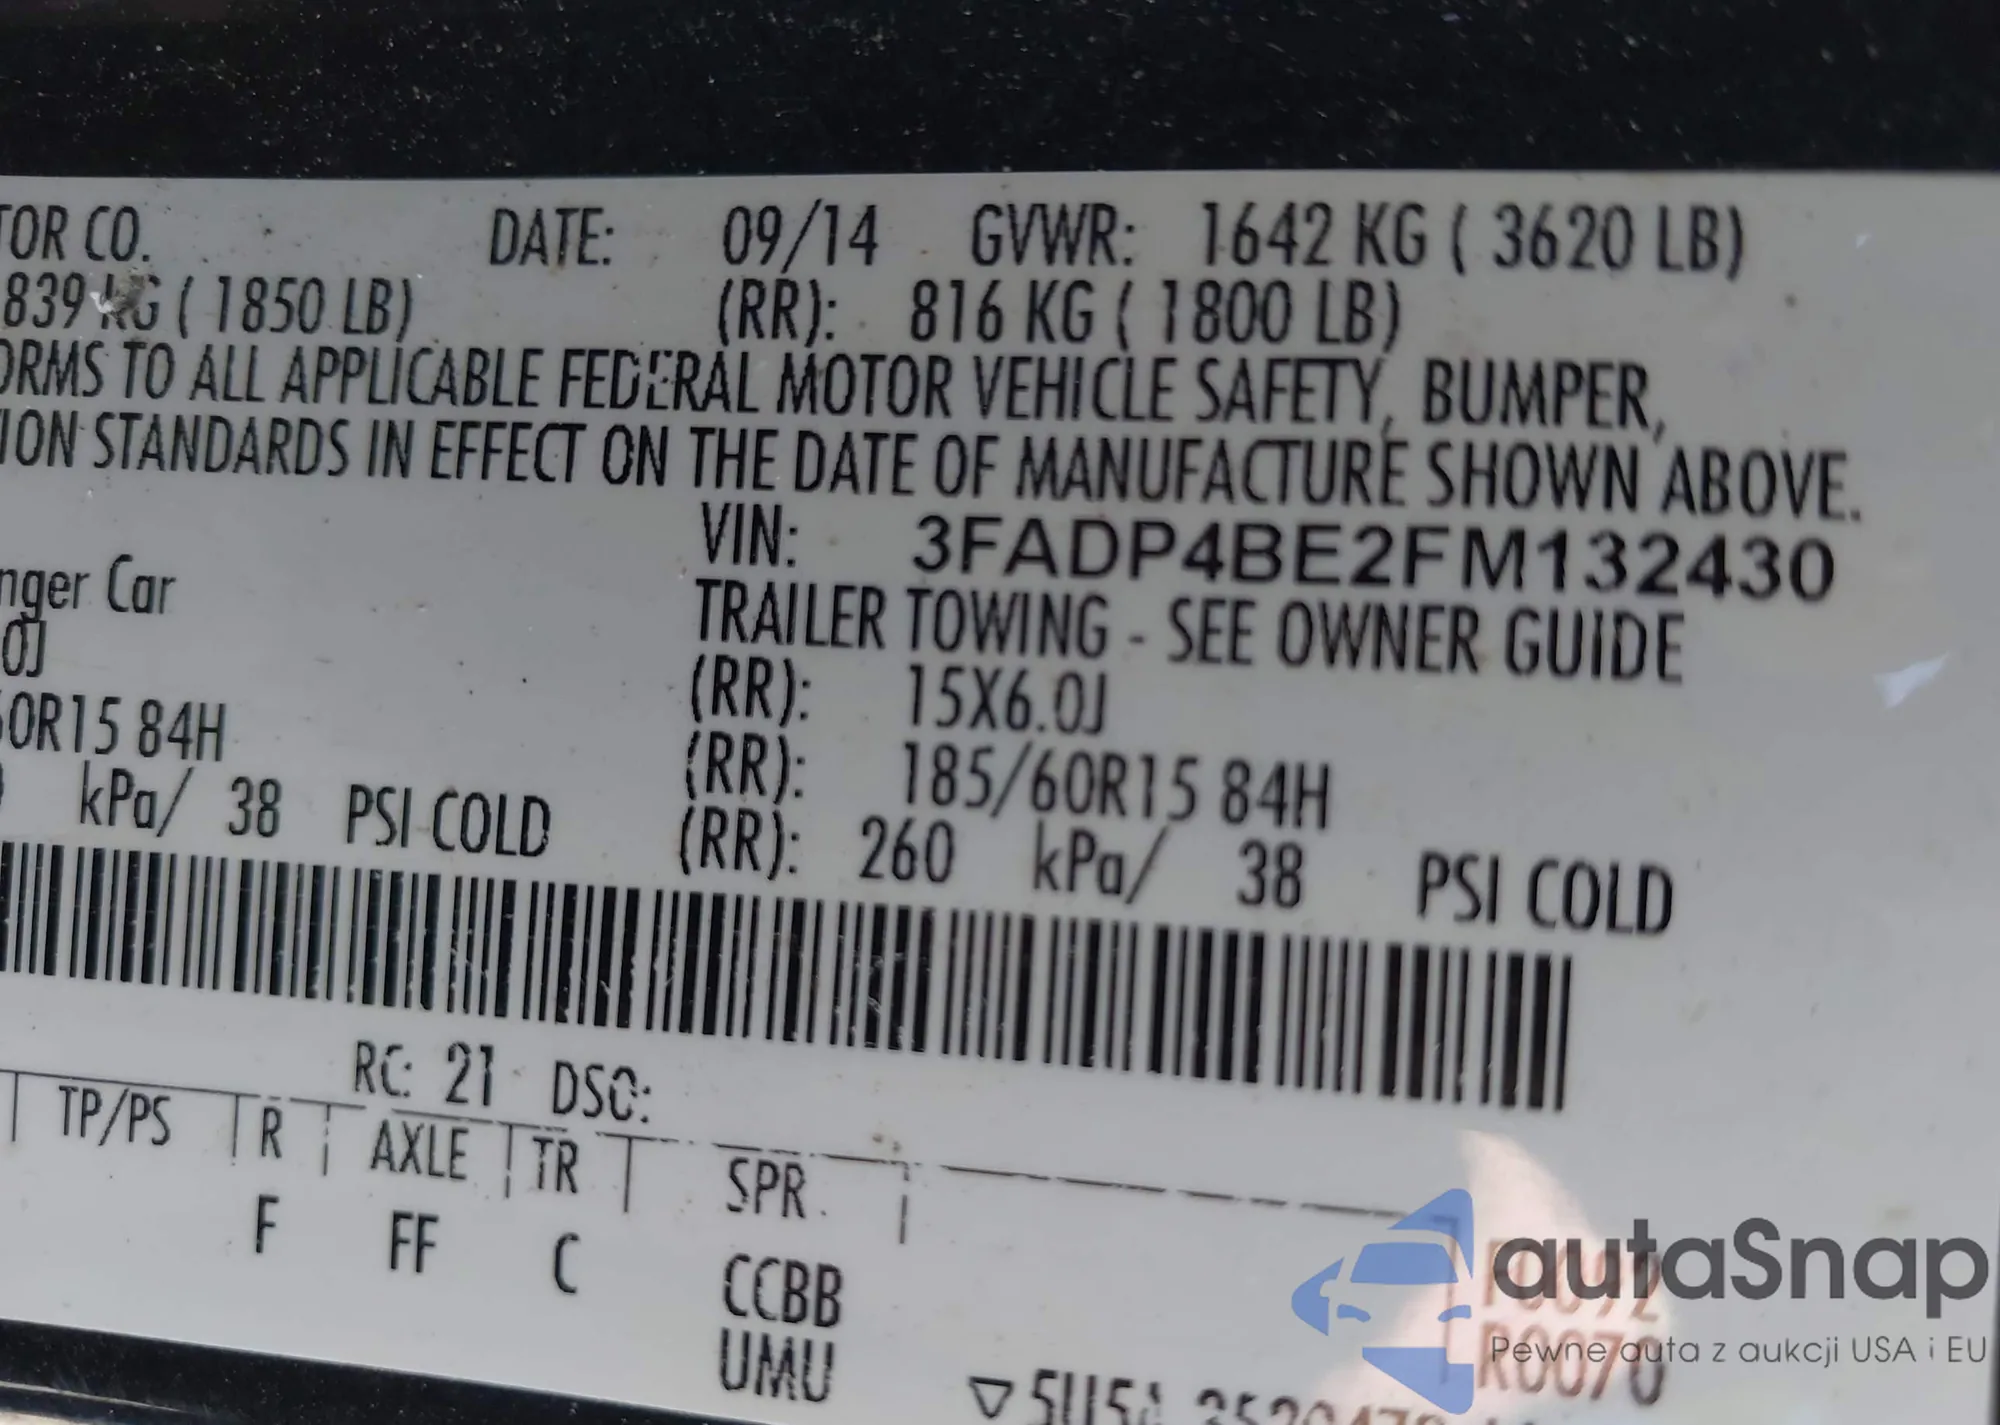 TOR CO. DATE: 09/14 GVWR: 1642 KG ( 3620 LB)
839 KG ( 1850 LB) (RR): 816 KG ( 1800 LB)
ORMS TO ALL APPLICABLE FEDERAL MOTOR VEHICLE SAFETY, BUMPER,
ION STANDARDS IN EFFECT ON THE DATE OF MANUFACTURE SHOWN ABOVE.
VIN: 3FADP4BE2FM132430
nger Car TRAILER TOWING - SEE OWNER GUIDE
0J (RR): 15X6.0J
60R15 84H (RR): 185/60R15 84H
kPa/ 38 PSI COLD (RR): 260 kPa/ 38 PSI COLD
RC: 21 DSO:
TP/PS R AXLE TR SPR
F FF C CCBB
UMU
autaSnap
Pewne auta z aukcji USA i EU
R0070